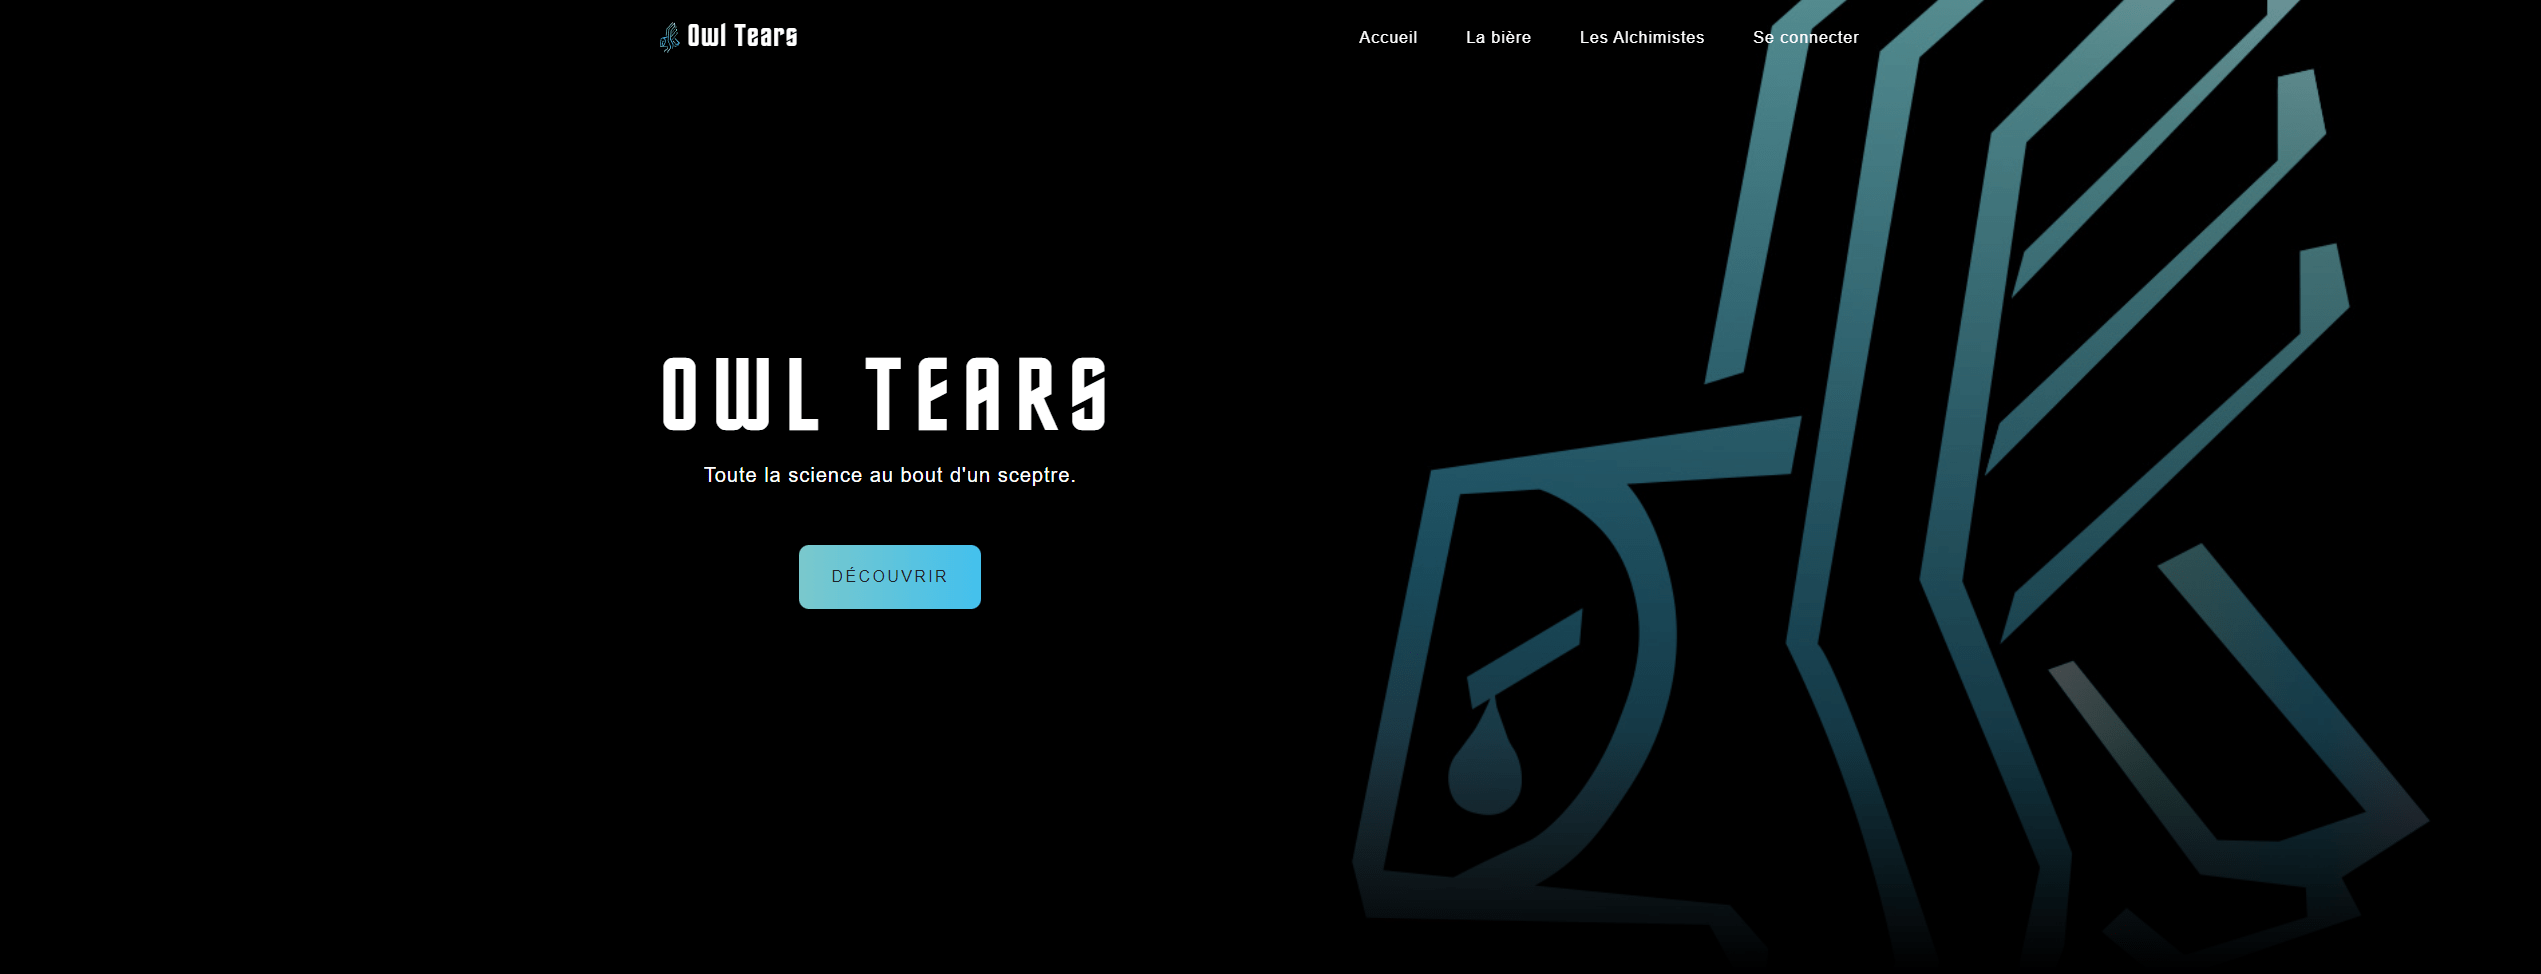 Owl Tears
Accueil La bière Les Alchimistes Se connecter
OWL TEARS
Toute la science au bout d'un sceptre.
DÉCOUVRIR